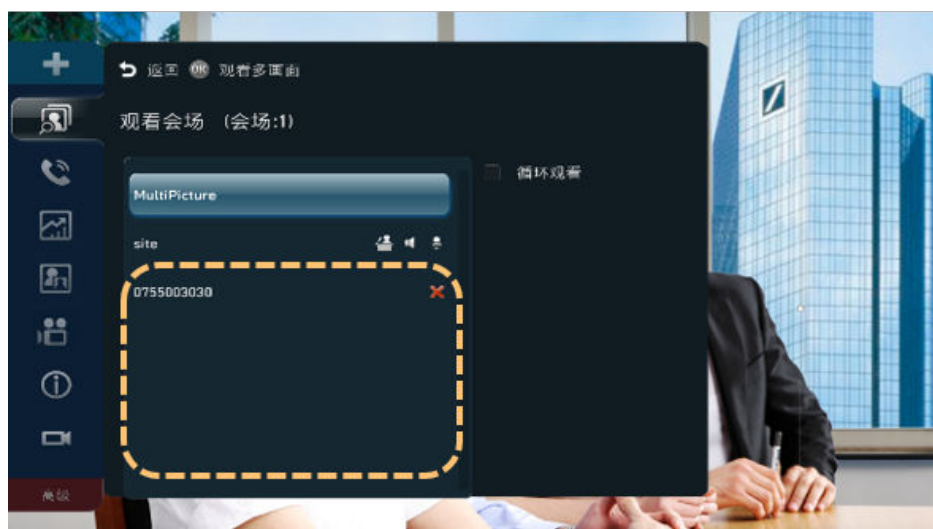 返回 OK 观看多画面
观看会场 (会场:1)
循环观看
MultiPicture
site
0755003030
高级